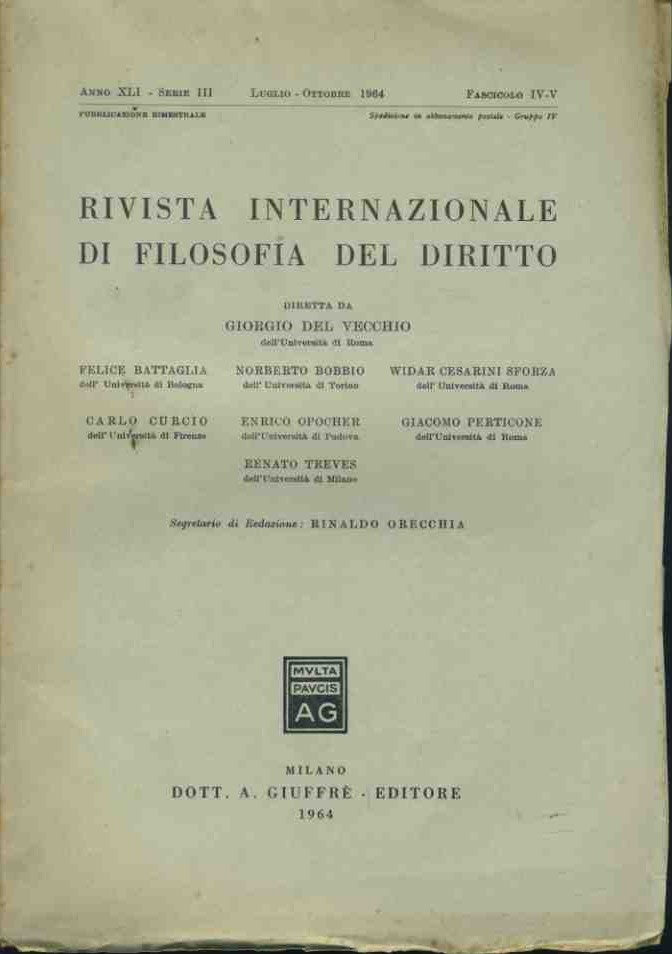 ANNO XLI - SERIE III LUGLIO - OTTOBRE 1964 FASCICOLO IV-V
PUBBLICAZIONE BIMESTRALE Spedizione in abbonamento postale - Gruppo IV
RIVISTA INTERNAZIONALE
DI FILOSOFIA DEL DIRITTO
DIRETTA DA
GIORGIO DEL VECCHIO
dell'Università di Roma
FELICE BATTAGLIA NORBERTO BOBBIO WIDAR CESARINI SFORZA
dell' Università di Bologna dell' Università di Torino dell' Università di Roma
CARLO CURCIO ENRICO OPOCHER GIACOMO PERTICONE
dell' Università di Firenze dell'Università di Padova dell'Università di Roma
RENATO TREVES
dell'Università di Milano
Segretario di Redazione: RINALDO ORECCHIA
MVLTA
PAVCIS
AG
MILANO
DOTT. A. GIUFFRÈ - EDITORE
1964